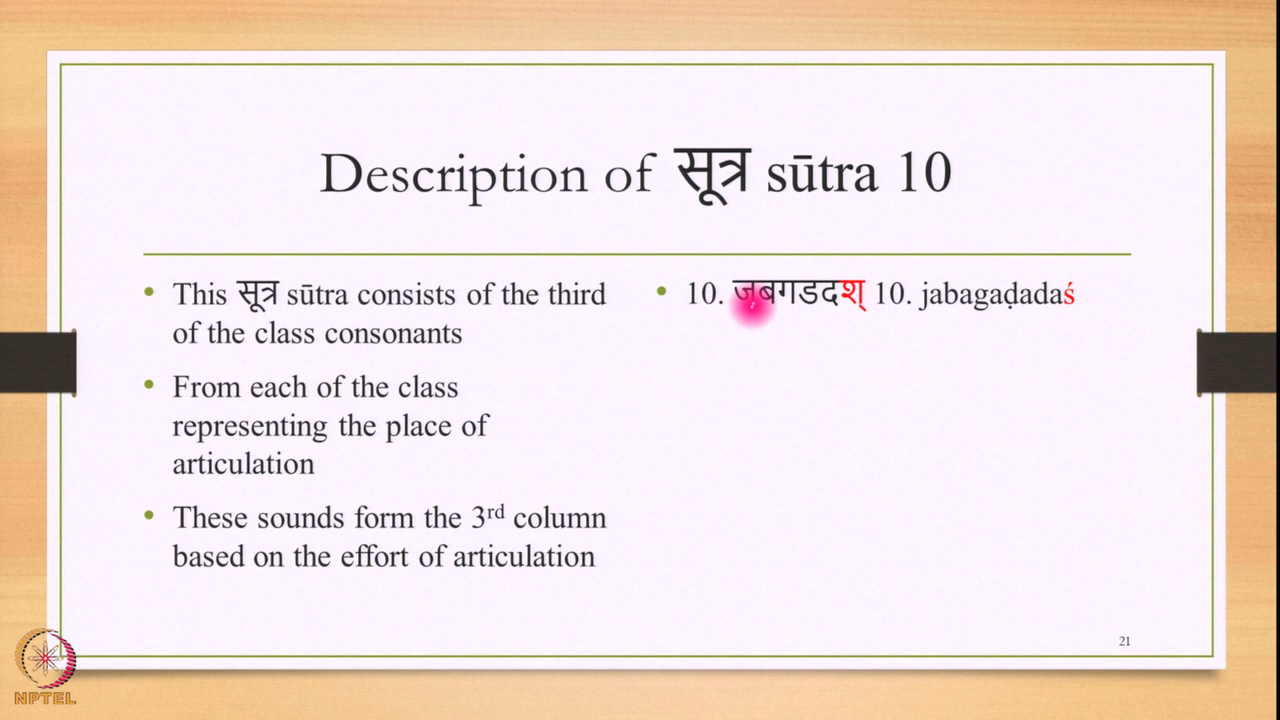 Description of सूत्र sūtra 10
• This सूत्र sūtra consists of the third
of the class consonants
• From each of the class
representing the place of
articulation
• These sounds form the 3rd column
based on the effort of articulation
• 10. जबगडदश् 10. jabagaḍadaś
21
NPTEL